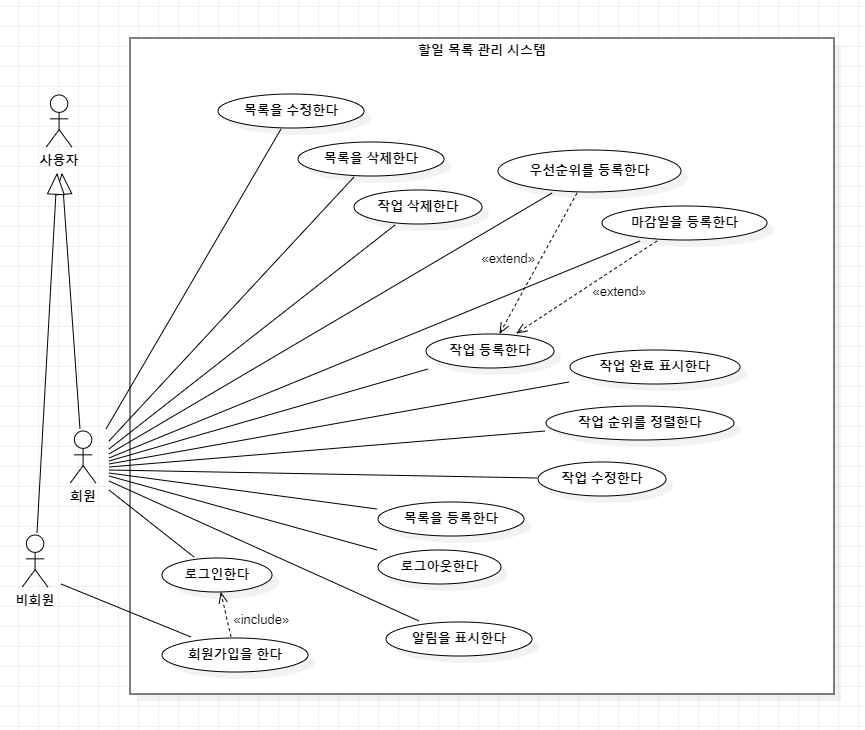 할일 목록 관리 시스템
목록을 수정한다
사용자
목록을 삭제한다
우선순위를 등록한다
작업 삭제한다
마감일을 등록한다
«extend»
«extend»
작업 등록한다
작업 완료 표시한다
작업 순위를 정렬한다
작업 수정한다
회원
목록을 등록한다
로그아웃한다
로그인한다
비회원
«include»
알림을 표시한다
회원가입을 한다